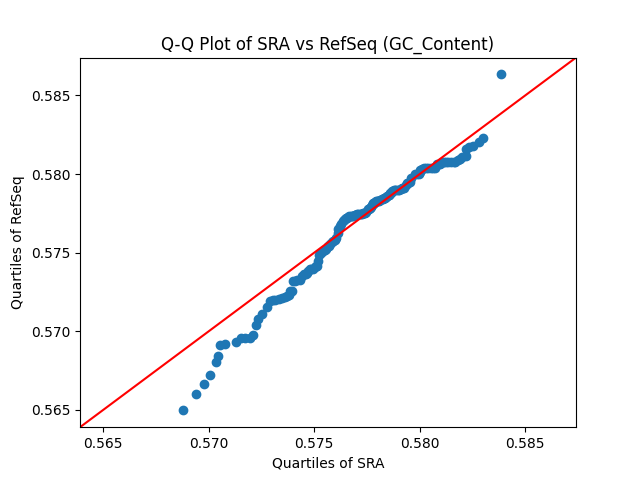 Q-Q Plot of SRA vs RefSeq (GC_Content)
0.585
0.580
0.575
0.570
0.565
Quartiles of RefSeq
0.565 0.570 0.575 0.580 0.585
Quartiles of SRA